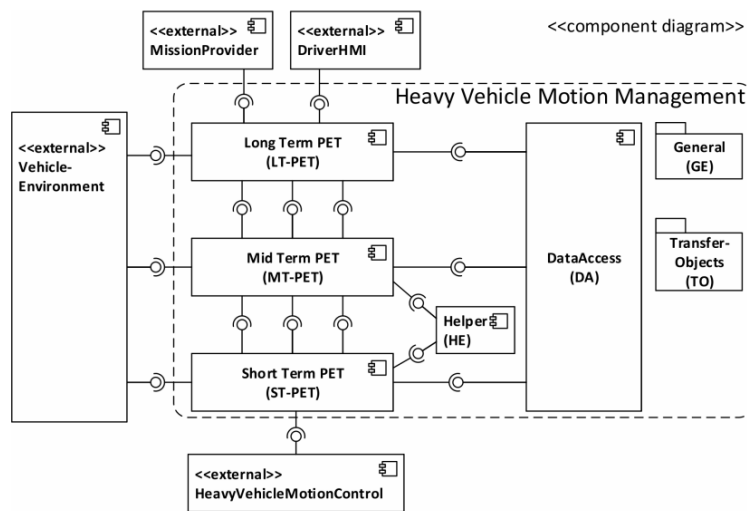 <<external>>
MissionProvider
<<external>>
DriverHMI
<<component diagram>>
Heavy Vehicle Motion Management
<<external>>
Vehicle-
Environment
Long Term PET
(LT-PET)
General
(GE)
Mid Term PET
(MT-PET)
DataAccess
(DA)
Transfer-
Objects
(TO)
Helper
(HE)
Short Term PET
(ST-PET)
<<external>>
HeavyVehicleMotionControl